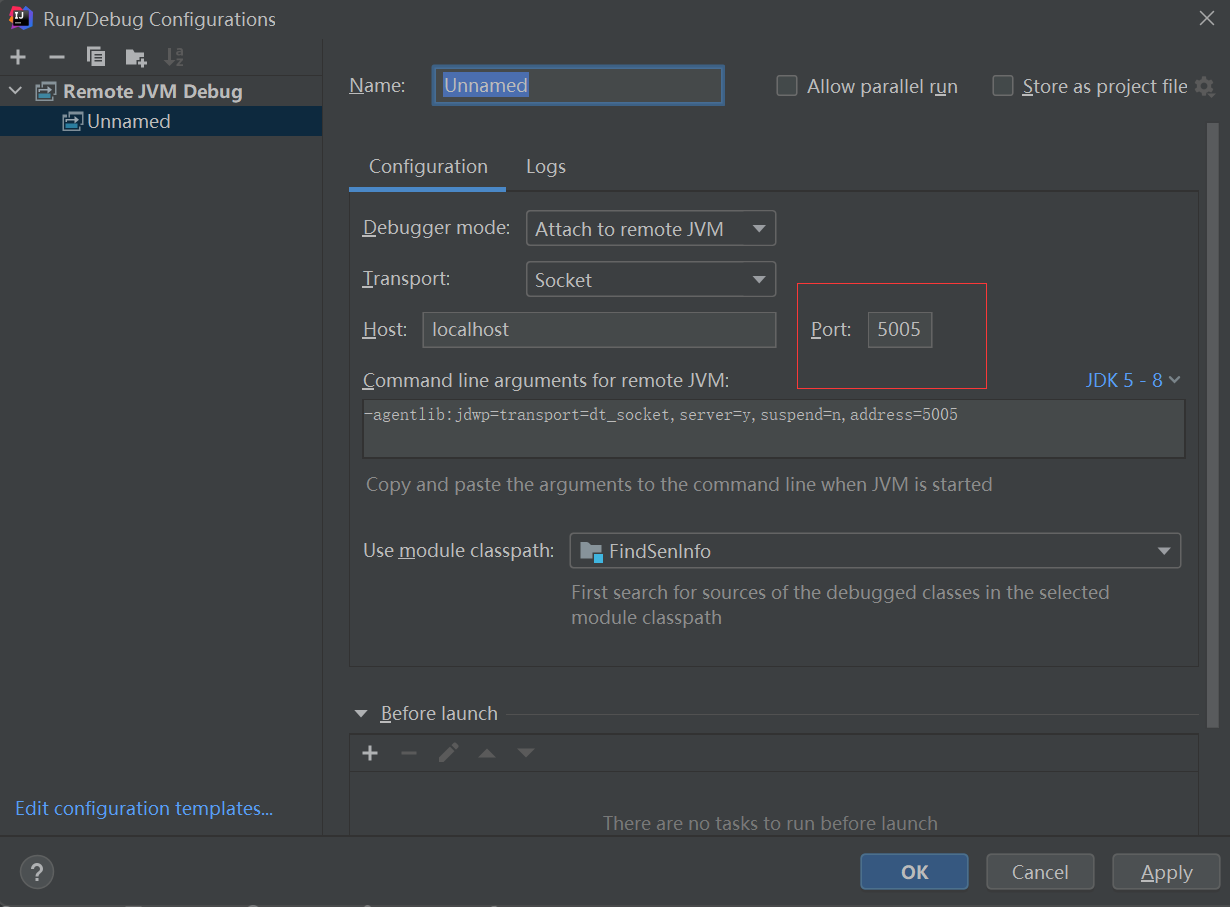 Run/Debug Configurations
Remote JVM Debug
Unnamed
Name: Unnamed Allow parallel run Store as project file
Configuration Logs
Debugger mode: Attach to remote JVM
Transport: Socket
Host: localhost Port: 5005
Command line arguments for remote JVM: JDK 5 - 8
-agentlib:jdwp=transport=dt_socket,server=y,suspend=n,address=5005
Copy and paste the arguments to the command line when JVM is started
Use module classpath: FindSenInfo
First search for sources of the debugged classes in the selected
module classpath
Before launch
There are no tasks to run before launch
Edit configuration templates...
? OK Cancel Apply